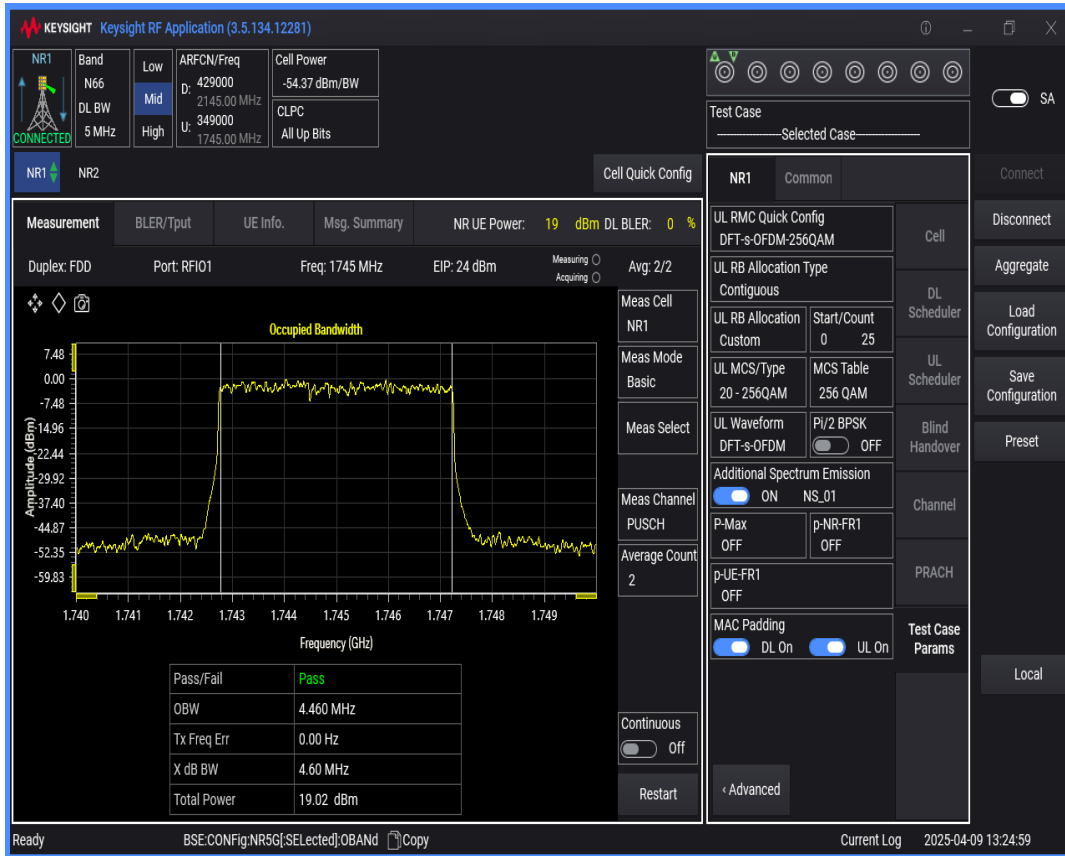 KEYSIGHT Keysight RF Application (3.5.134.12281)
NR1
CONNECTED
Band
N66
DL BW
5 MHz
Low
Mid
High
ARFCN/Freq
D: 429000
2145.00 MHz
U: 349000
1745.00 MHz
Cell Power
-54.37 dBm/BW
CLPC
All Up Bits
Test Case
Selected Case
SA
NR1 NR2
Cell Quick Config
Measurement BLER/Tput UE Info. Msg. Summary NR UE Power: 19 dBm DL BLER: 0 %
Duplex: FDD Port: RFIO1 Freq: 1745 MHz EIP: 24 dBm Measuring Avg: 2/2
Acquiring
Occupied Bandwidth
Amplitude (dBm)
7.48
0.00
-7.48
-14.96
-22.44
-29.92
-37.40
-44.87
-52.35
-59.83
1.740 1.741 1.742 1.743 1.744 1.745 1.746 1.747 1.748 1.749
Frequency (GHz)
Pass/Fail Pass
OBW 4.460 MHz
Tx Freq Err 0.00 Hz
X dB BW 4.60 MHz
Total Power 19.02 dBm
Meas Cell
NR1
Meas Mode
Basic
Meas Select
Meas Channel
PUSCH
Average Count
2
Continuous
Off
Restart
NR1 Common
UL RMC Quick Config
DFT-s-OFDM-256QAM
UL RB Allocation Type
Contiguous
UL RB Allocation
Custom
Start/Count
0 25
UL MCS/Type
20 - 256QAM
MCS Table
256 QAM
UL Waveform
DFT-s-OFDM
Pi/2 BPSK
OFF
Additional Spectrum Emission
ON NS_01
P-Max
OFF
p-NR-FR1
OFF
p-UE-FR1
OFF
MAC Padding
DL On UL On
‹ Advanced
Cell
DL
Scheduler
UL
Scheduler
Blind
Handover
Channel
PRACH
Test Case
Params
Connect
Disconnect
Aggregate
Load
Configuration
Save
Configuration
Preset
Local
Ready BSE:CONFig:NR5G[:SELected]:OBANd Copy Current Log 2025-04-09 13:24:59